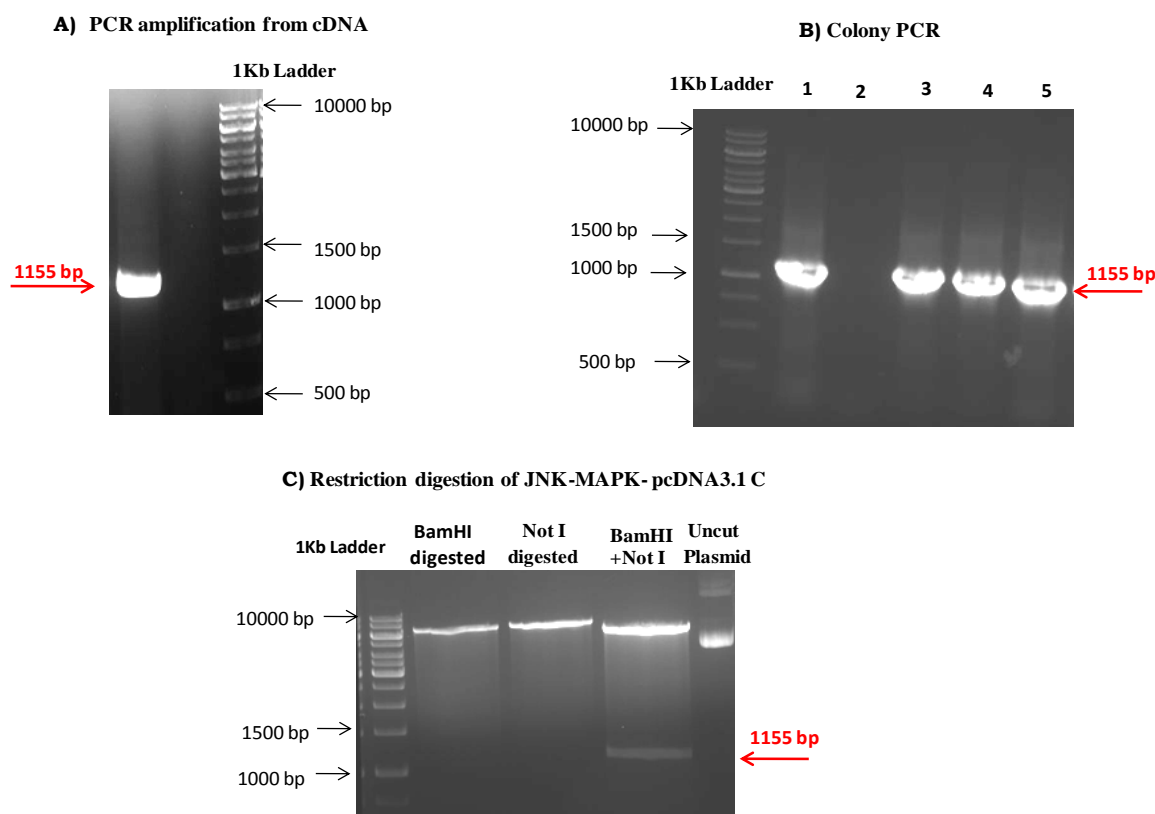 A) PCR amplification from cDNA
1Kb Ladder
10000 bp
1500 bp
1155 bp
1000 bp
500 bp
B) Colony PCR
1Kb Ladder 1 2 3 4 5
10000 bp
1500 bp
1000 bp
1155 bp
500 bp
C) Restriction digestion of JNK-MAPK- pcDNA3.1 C
1Kb Ladder
BamHI
digested
Not I
digested
BamHI
+Not I
Uncut
Plasmid
10000 bp
1500 bp
1155 bp
1000 bp